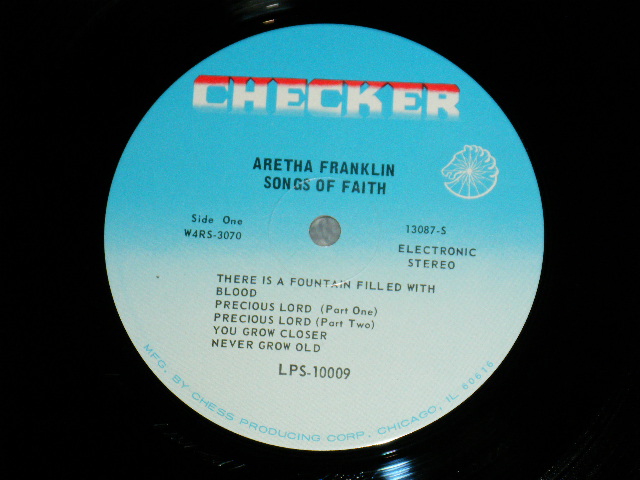 CHECKER
ARETHA FRANKLIN
SONGS OF FAITH
Side One
W4RS-3070
13087-S
ELECTRONIC
STEREO
THERE IS A FOUNTAIN FILLED WITH
BLOOD
PRECIOUS LORD (Part One)
PRECIOUS LORD (Part Two)
YOU GROW CLOSER
NEVER GROW OLD
LPS-10009
MFG. BY CHESS PRODUCING CORP. CHICAGO, IL 60616